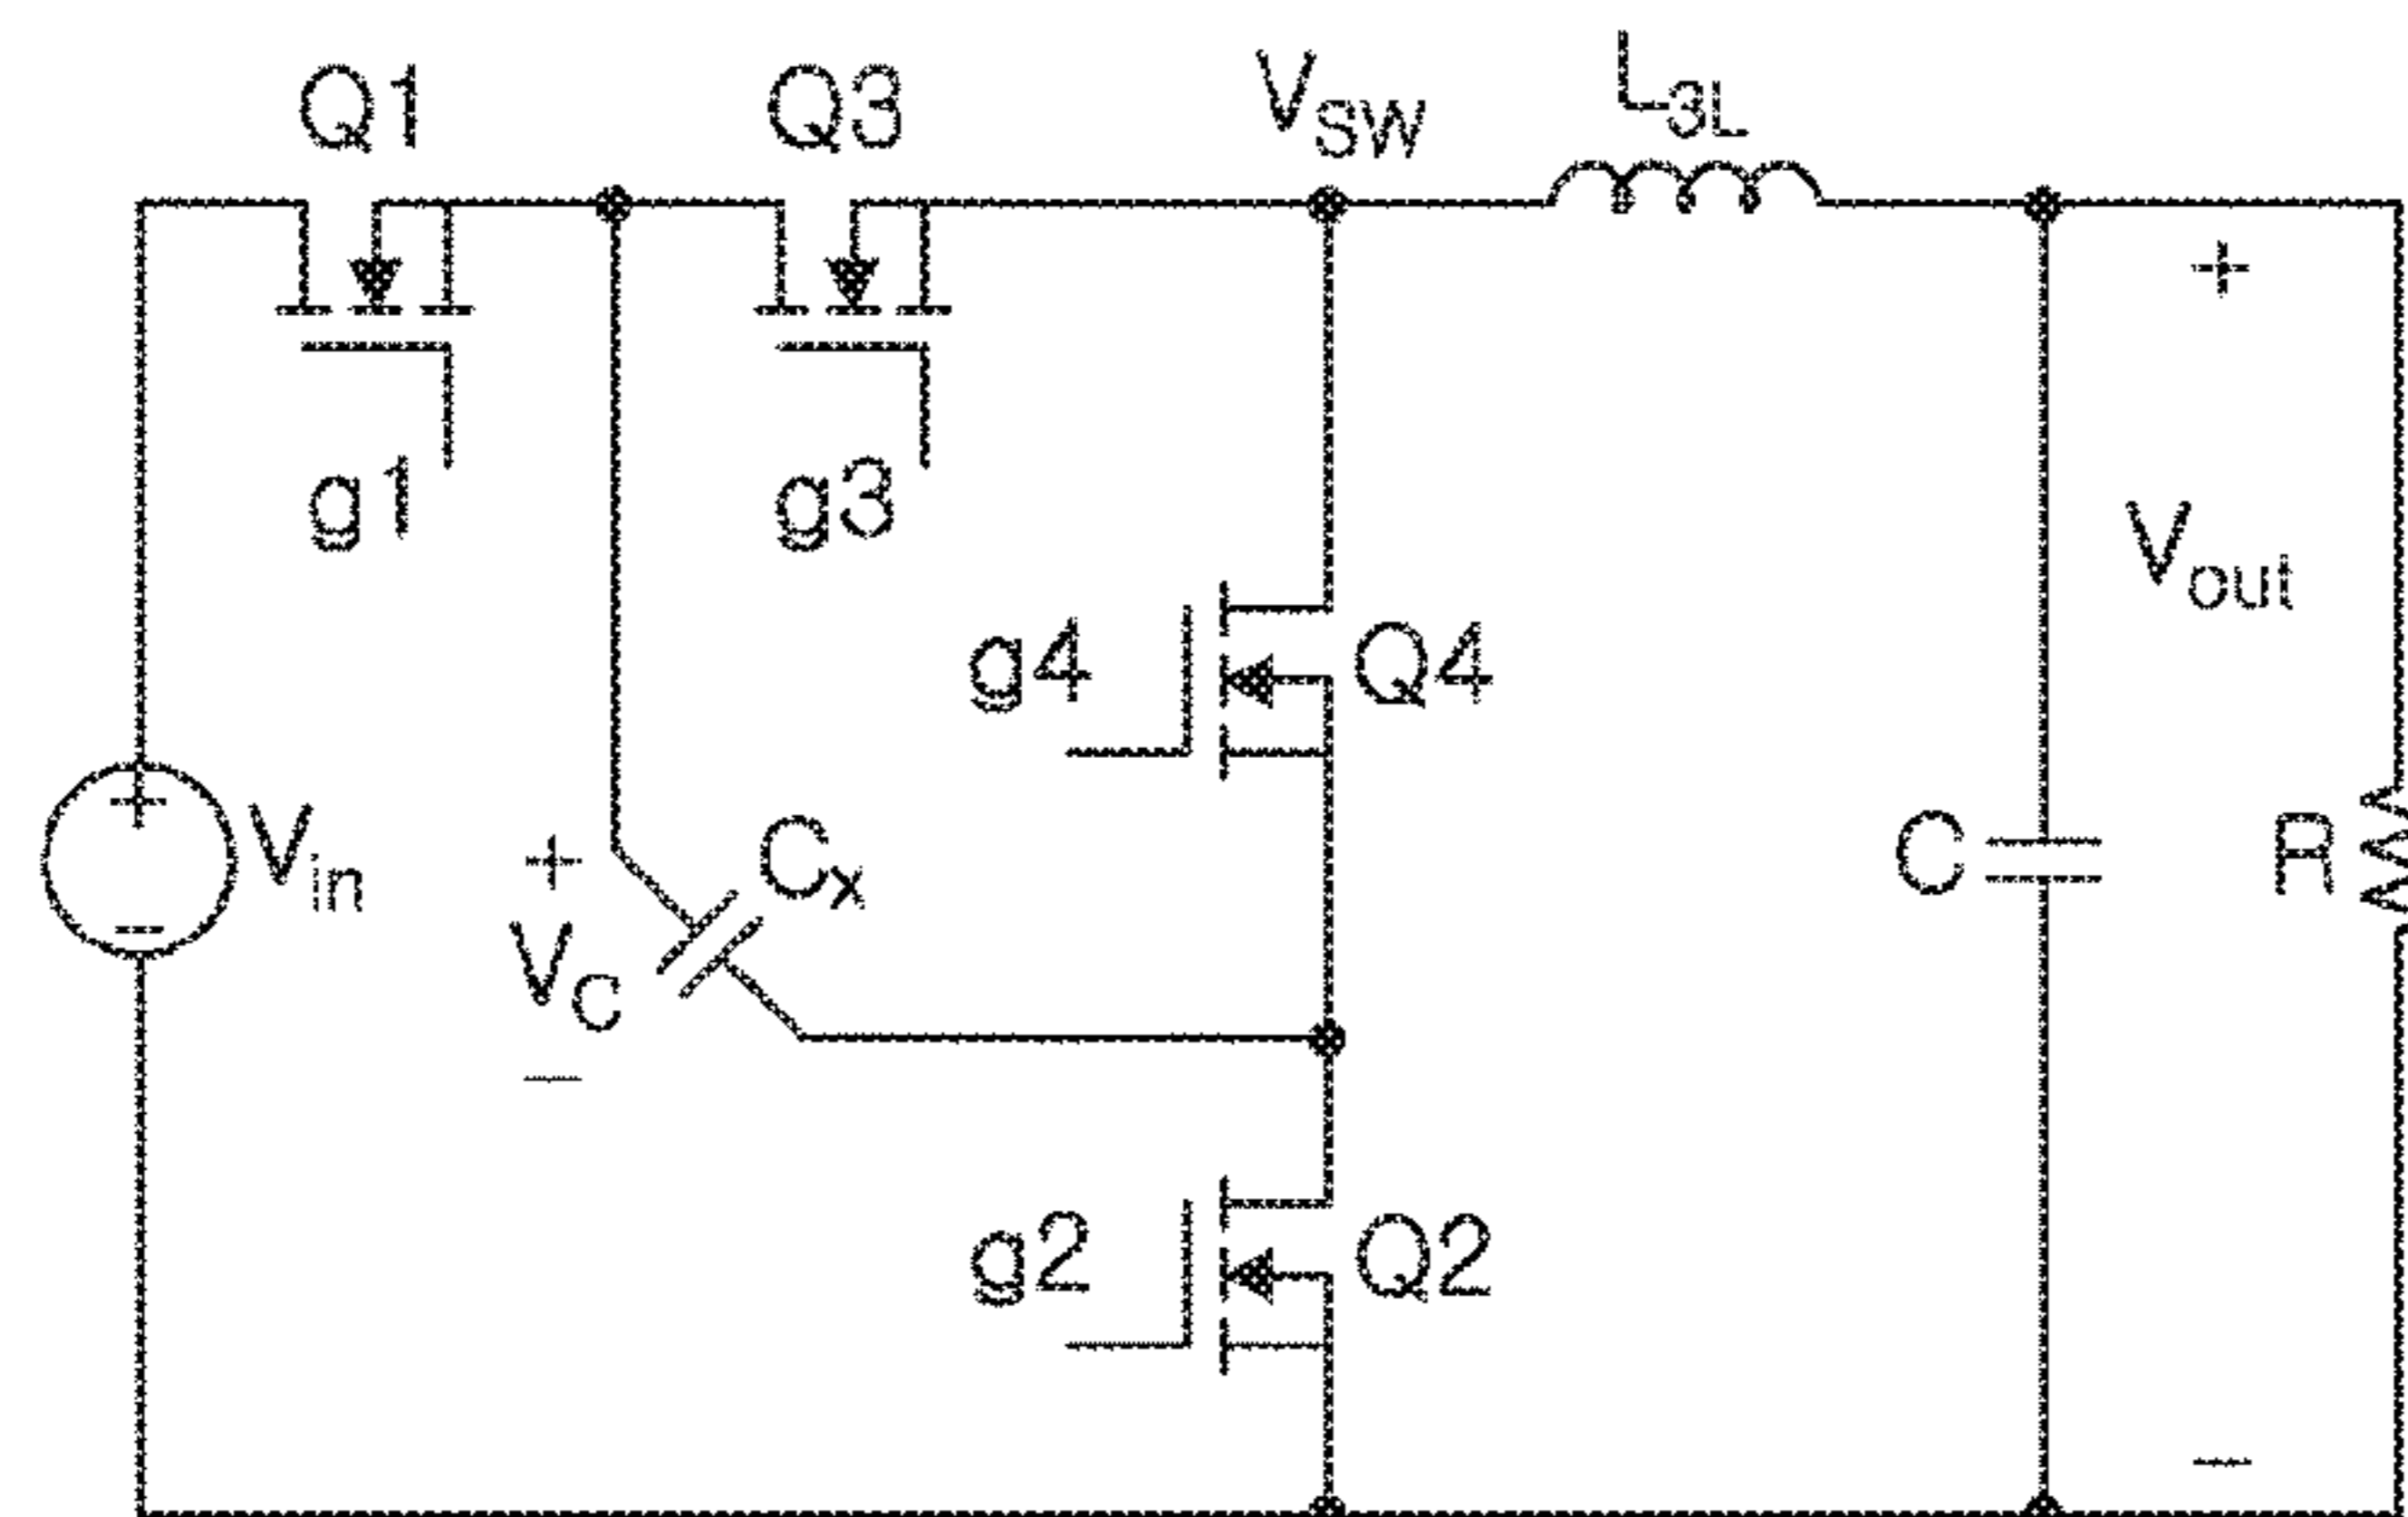 Q1
Q3
V_SW
L_3L
g1
g3
g4
Q4
V_in
+
V_C
−
C_x
g2
Q2
C
+
V_out
−
R